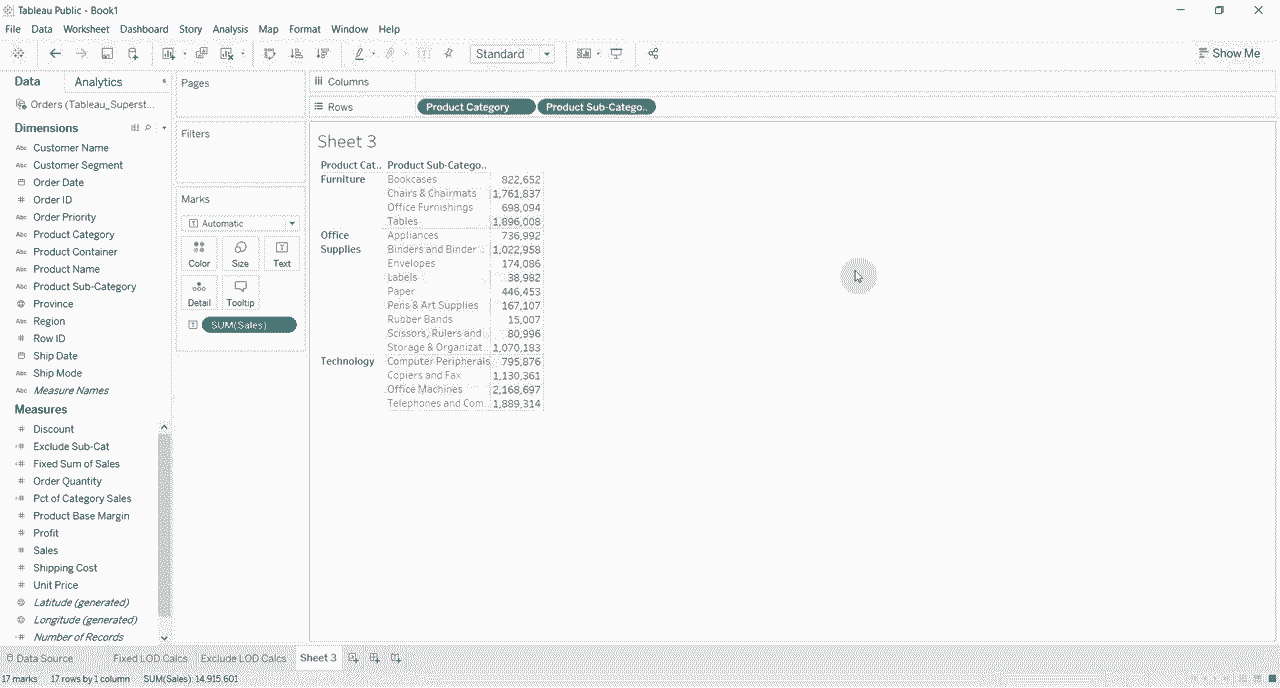 Tableau Public - Book1
File Data Worksheet Dashboard Story Analysis Map Format Window Help
Standard
Show Me
Data Analytics
Orders (Tableau_Superst...
Dimensions
Customer Name
Customer Segment
Order Date
Order ID
Order Priority
Product Category
Product Container
Product Name
Product Sub-Category
Province
Region
Row ID
Ship Date
Ship Mode
Measure Names
Measures
Discount
Exclude Sub-Cat
Fixed Sum of Sales
Order Quantity
Pct of Category Sales
Product Base Margin
Profit
Sales
Shipping Cost
Unit Price
Latitude (generated)
Longitude (generated)
Number of Records
Pages
Filters
Marks
Automatic
Color Size Text
Detail Tooltip
SUM(Sales)
Columns
Rows Product Category Product Sub-Catego..
Sheet 3
Product Cat.. Product Sub-Catego..
Furniture Bookcases 822,652
Chairs & Chairmats 1,761,837
Office Furnishings 698,094
Tables 1,896,008
Office Appliances 736,992
Supplies Binders and Binder .. 1,022,958
Envelopes 174,086
Labels 38,982
Paper 446,453
Pens & Art Supplies 167,107
Rubber Bands 15,007
Scissors, Rulers and .. 80,996
Storage & Organizat.. 1,070,183
Technology Computer Peripherals 795,876
Copiers and Fax 1,130,361
Office Machines 2,168,697
Telephones and Com.. 1,889,314
Data Source Fixed LOD Calcs Exclude LOD Calcs Sheet 3
17 marks 17 rows by 1 column SUM(Sales): 14,915,601